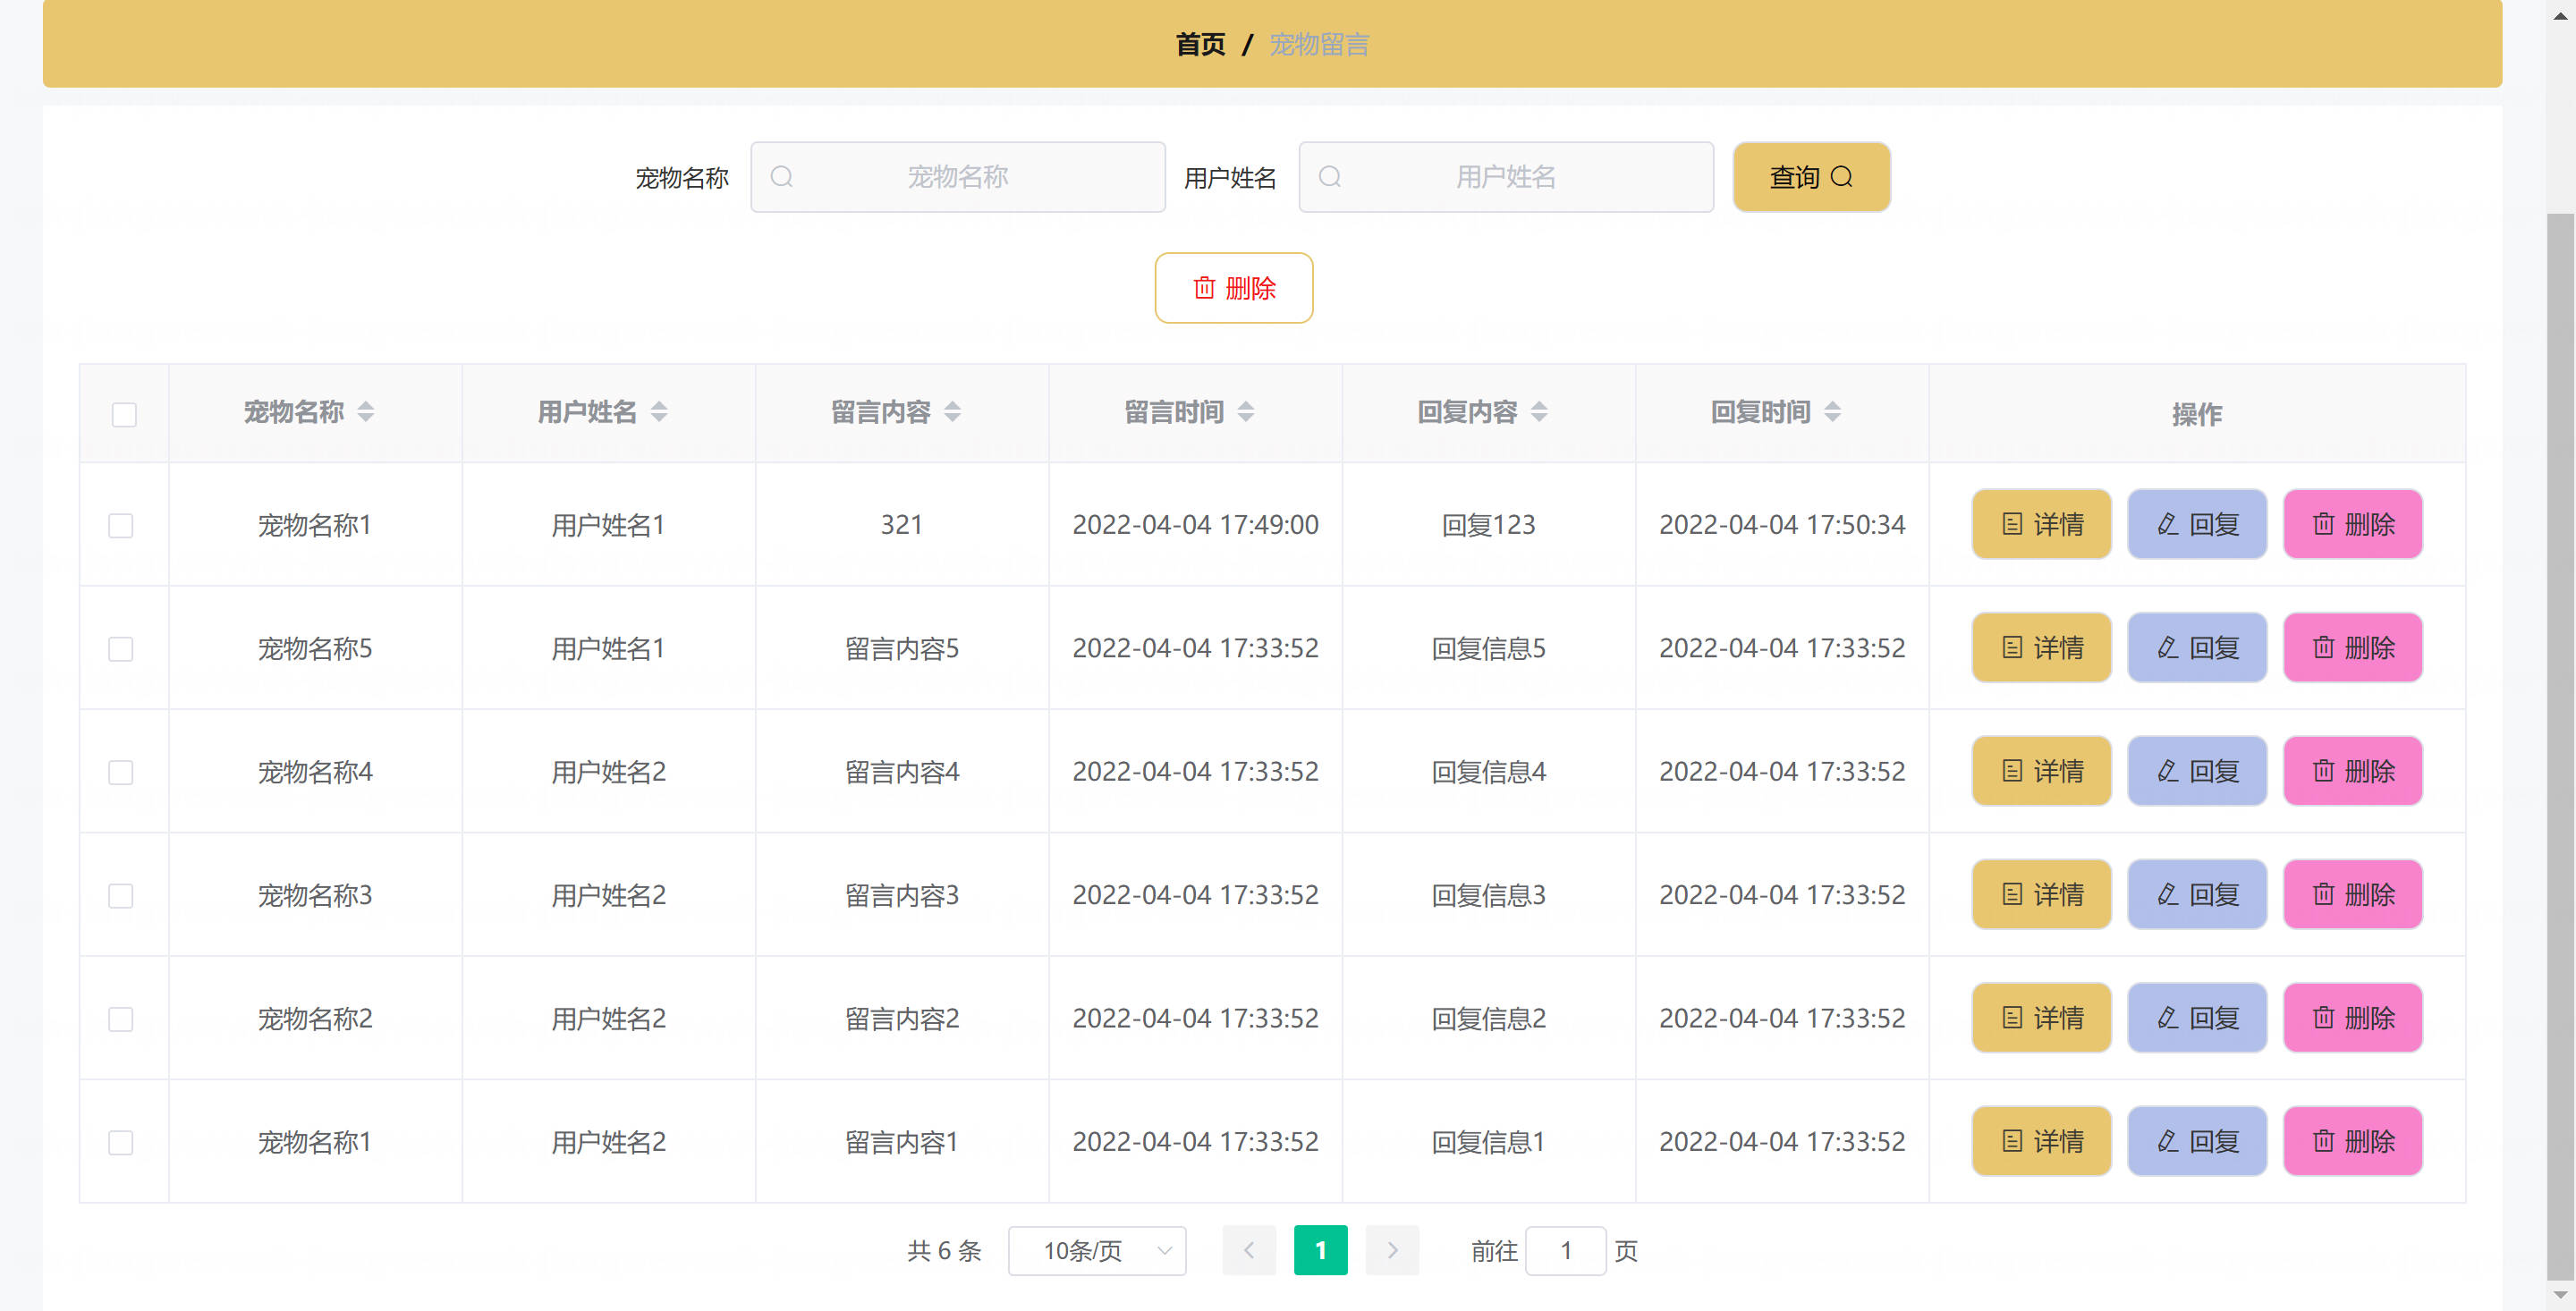 首页 / 宠物留言
宠物名称 宠物名称 用户姓名 用户姓名 查询
删除
宠物名称 用户姓名 留言内容 留言时间 回复内容 回复时间 操作
宠物名称1 用户姓名1 321 2022-04-04 17:49:00 回复123 2022-04-04 17:50:34 详情 回复 删除
宠物名称5 用户姓名1 留言内容5 2022-04-04 17:33:52 回复信息5 2022-04-04 17:33:52 详情 回复 删除
宠物名称4 用户姓名2 留言内容4 2022-04-04 17:33:52 回复信息4 2022-04-04 17:33:52 详情 回复 删除
宠物名称3 用户姓名2 留言内容3 2022-04-04 17:33:52 回复信息3 2022-04-04 17:33:52 详情 回复 删除
宠物名称2 用户姓名2 留言内容2 2022-04-04 17:33:52 回复信息2 2022-04-04 17:33:52 详情 回复 删除
宠物名称1 用户姓名2 留言内容1 2022-04-04 17:33:52 回复信息1 2022-04-04 17:33:52 详情 回复 删除
共 6 条 10条/页 1 前往 1 页